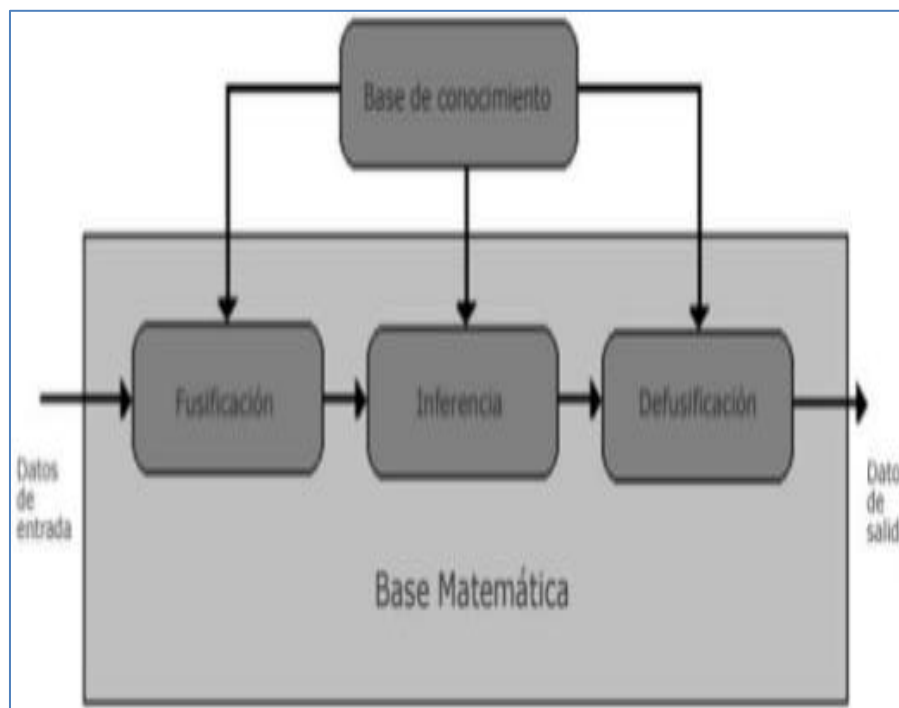 Base de conocimiento
Fusificación
Inferencia
Defusificación
Datos
de
entrada
Dato
de
salid
Base Matemática